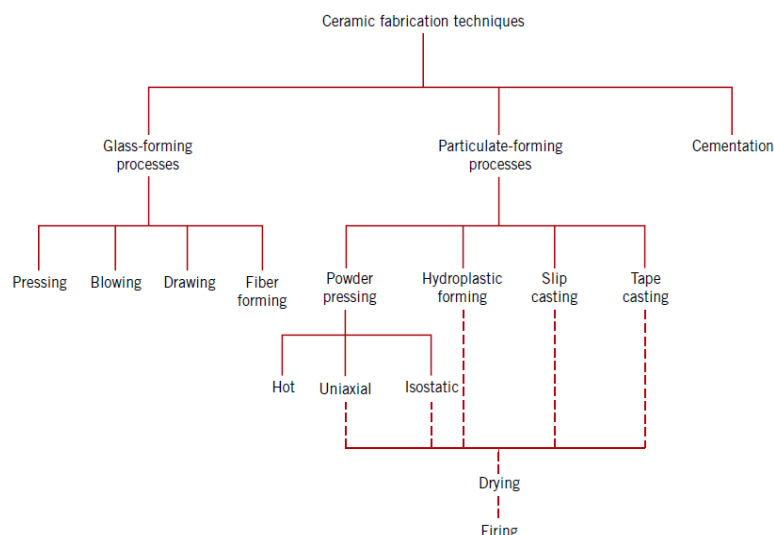 Ceramic fabrication techniques
Glass-forming
processes
Particulate-forming
processes
Cementation
Pressing
Blowing
Drawing
Fiber
forming
Powder
pressing
Hydroplastic
forming
Slip
casting
Tape
casting
Hot
Uniaxial
Isostatic
Drying
Firing